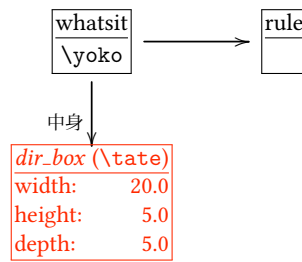 whatsit
\yoko
rule
中身
dir_box (\tate)
width: 20.0
height: 5.0
depth: 5.0